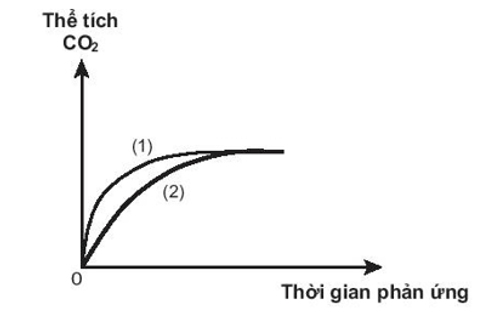 Thể tích
CO₂
(1)
(2)
0
Thời gian phản ứng